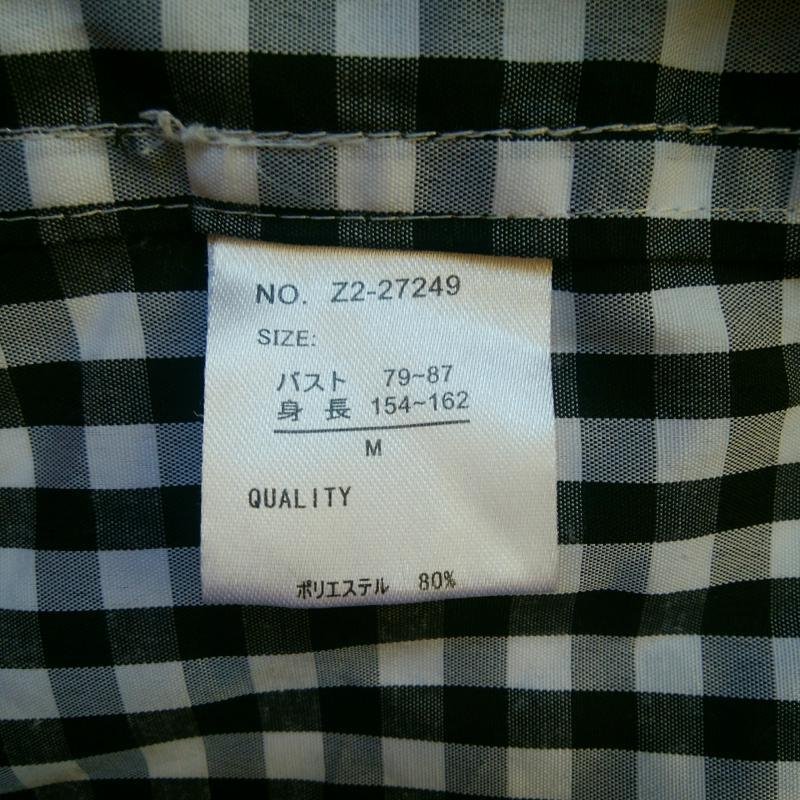 NO. Z2-27249
SIZE:
バスト 79~87
身長 154~162
M
QUALITY
ポリエステル 80%